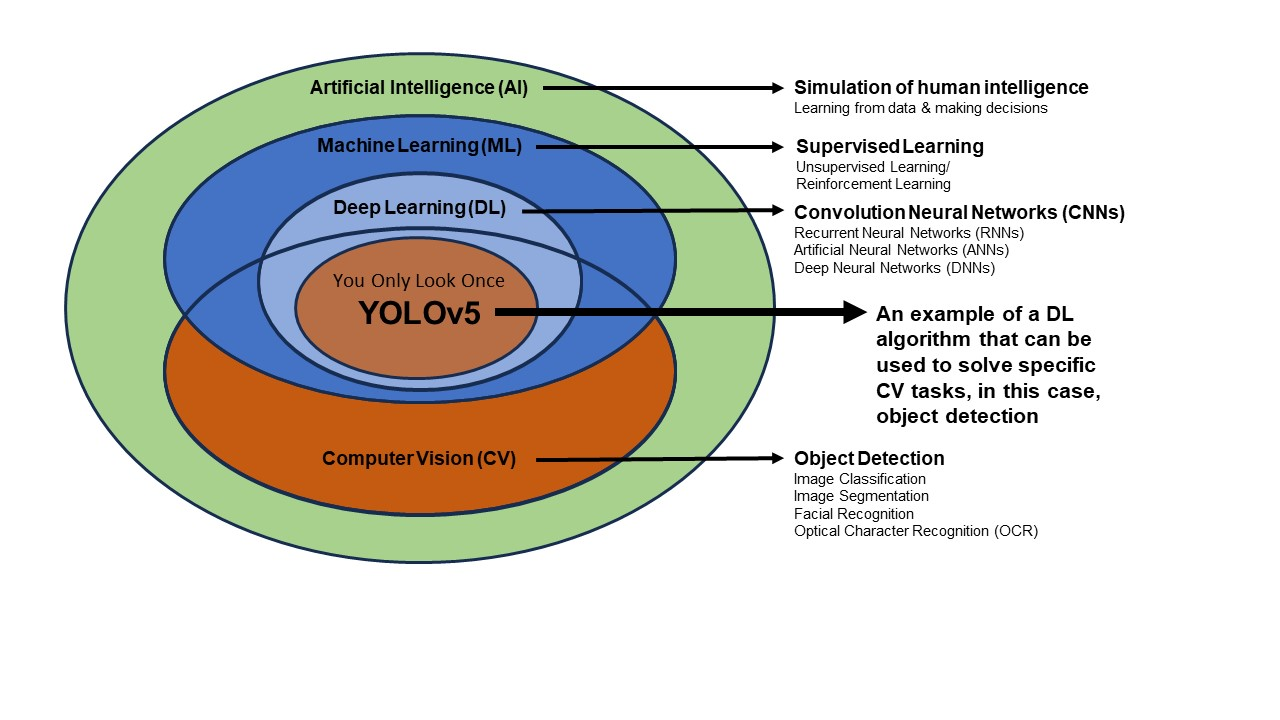 Artificial Intelligence (AI)
Simulation of human intelligence
Learning from data & making decisions
Machine Learning (ML)
Supervised Learning
Unsupervised Learning/
Reinforcement Learning
Deep Learning (DL)
Convolution Neural Networks (CNNs)
Recurrent Neural Networks (RNNs)
Artificial Neural Networks (ANNs)
Deep Neural Networks (DNNs)
You Only Look Once
YOLOv5
An example of a DL
algorithm that can be
used to solve specific
CV tasks, in this case,
object detection
Computer Vision (CV)
Object Detection
Image Classification
Image Segmentation
Facial Recognition
Optical Character Recognition (OCR)